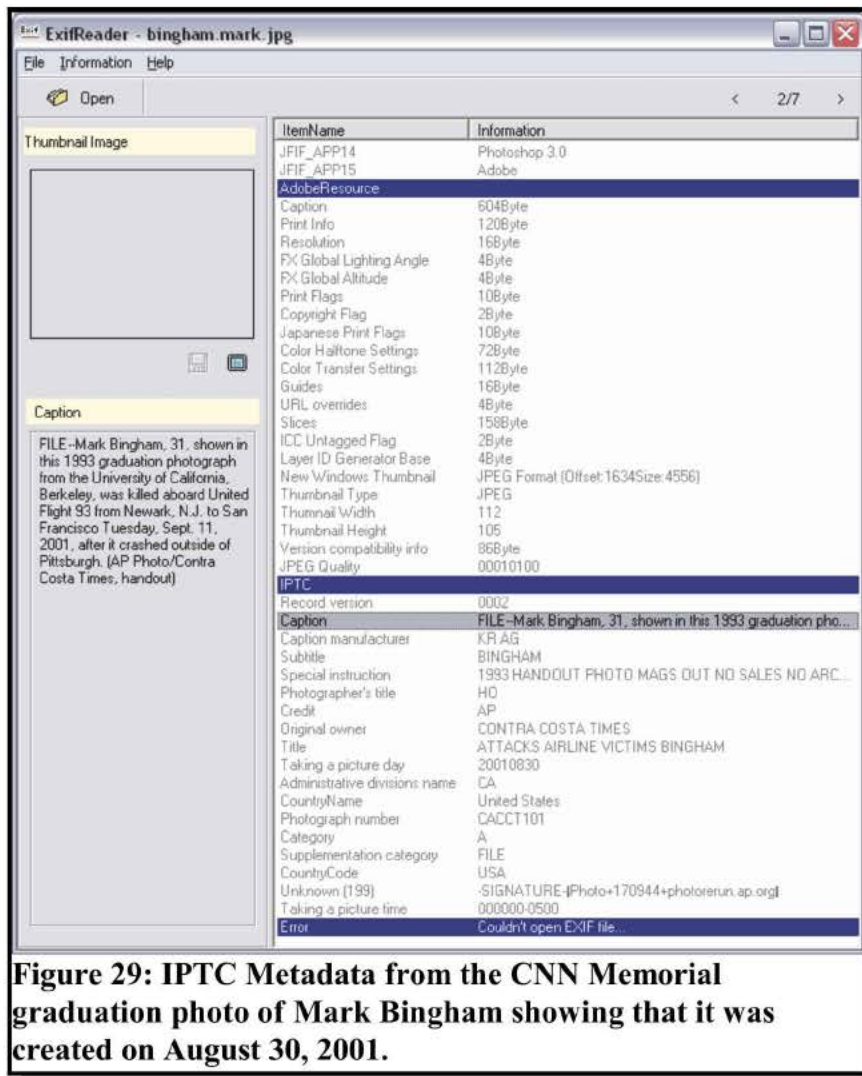 ExifReader - bingham.mark.jpg
File Information Help
Open < 2/7 >
Thumbnail Image
ItemName Information
JFIF_APP14 Photoshop 3.0
JFIF_APP15 Adobe
AdobeResource
Caption 604Byte
Print Info 120Byte
Resolution 16Byte
FX Global Lighting Angle 4Byte
FX Global Altitude 4Byte
Print Flags 10Byte
Copyright Flag 2Byte
Japanese Print Flags 10Byte
Color Halftone Settings 72Byte
Color Transfer Settings 112Byte
Guides 16Byte
URL overrides 4Byte
Slices 158Byte
ICC Untagged Flag 2Byte
Layer ID Generator Base 4Byte
New Windows Thumbnail JPEG Format (Offset:1634Size:4556)
Thumbnail Type JPEG
Thumnail Width 112
Thumbnail Height 105
Version compatibility info 86Byte
JPEG Quality 00010100
IPTC
Record version 0002
Caption FILE--Mark Bingham, 31, shown in this 1993 graduation pho...
Caption manufacturer KR AG
Subtitle BINGHAM
Special instruction 1993 HANDOUT PHOTO MAGS OUT NO SALES NO ARC...
Photographer's title HO
Credit AP
Original owner CONTRA COSTA TIMES
Title ATTACKS AIRLINE VICTIMS BINGHAM
Taking a picture day 20010830
Administrative divisions name CA
CountryName United States
Photograph number CACCT101
Category A
Supplementation category FILE
CountryCode USA
Unknown (199) -SIGNATURE-|Photo+170944+photorerun.ap.org|
Taking a picture time 000000-0500
Error Couldn't open EXIF file...
Caption
FILE--Mark Bingham, 31, shown in
this 1993 graduation photograph
from the University of California,
Berkeley, was killed aboard United
Flight 93 from Newark, N.J. to San
Francisco Tuesday, Sept. 11,
2001, after it crashed outside of
Pittsburgh. (AP Photo/Contra
Costa Times, handout)
Figure 29: IPTC Metadata from the CNN Memorial
graduation photo of Mark Bingham showing that it was
created on August 30, 2001.